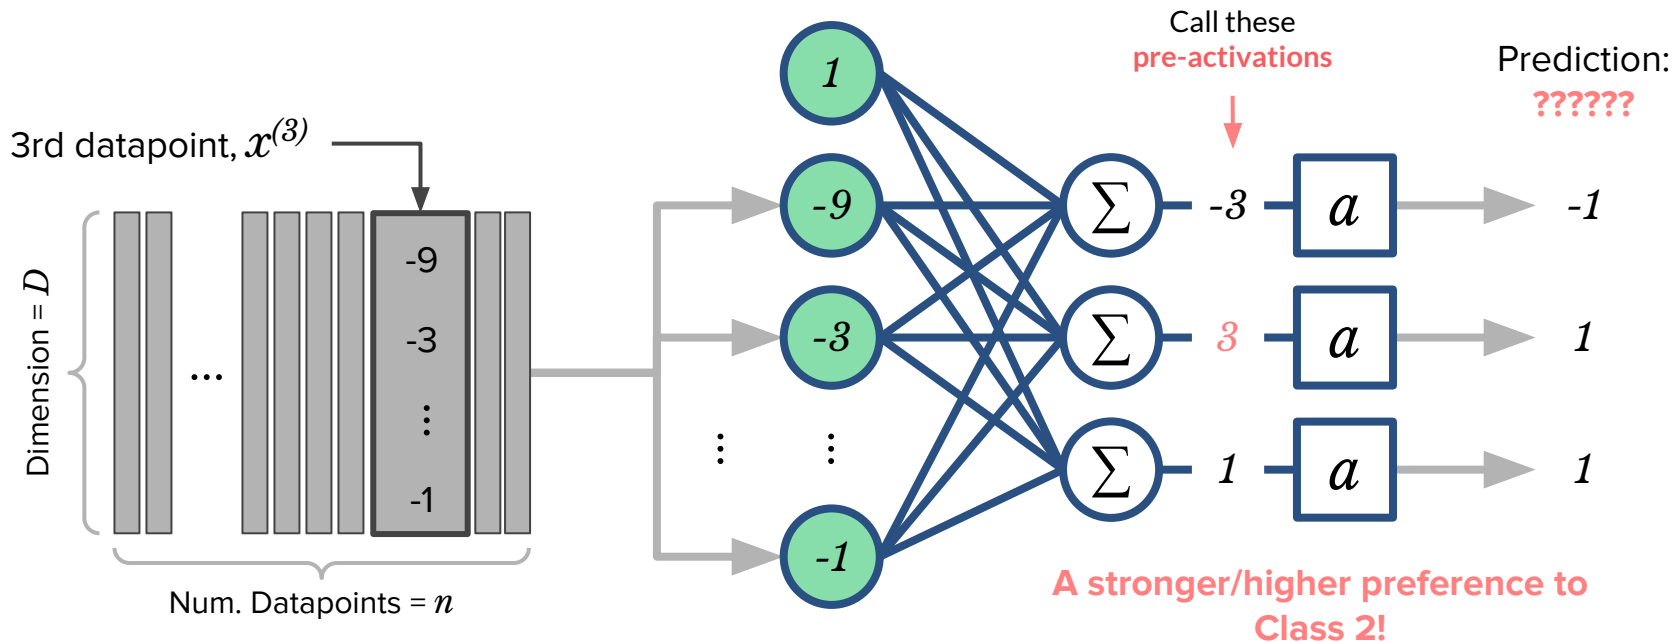 3rd datapoint, x^(3)
Dimension = D
...
-9
-3
⋮
-1
Num. Datapoints = n
1
-9
-3
⋮ ⋮
-1
Σ
Σ
Σ
Call these
pre-activations
-3
3
1
a
a
a
Prediction:
??????
-1
1
1
A stronger/higher preference to
Class 2!